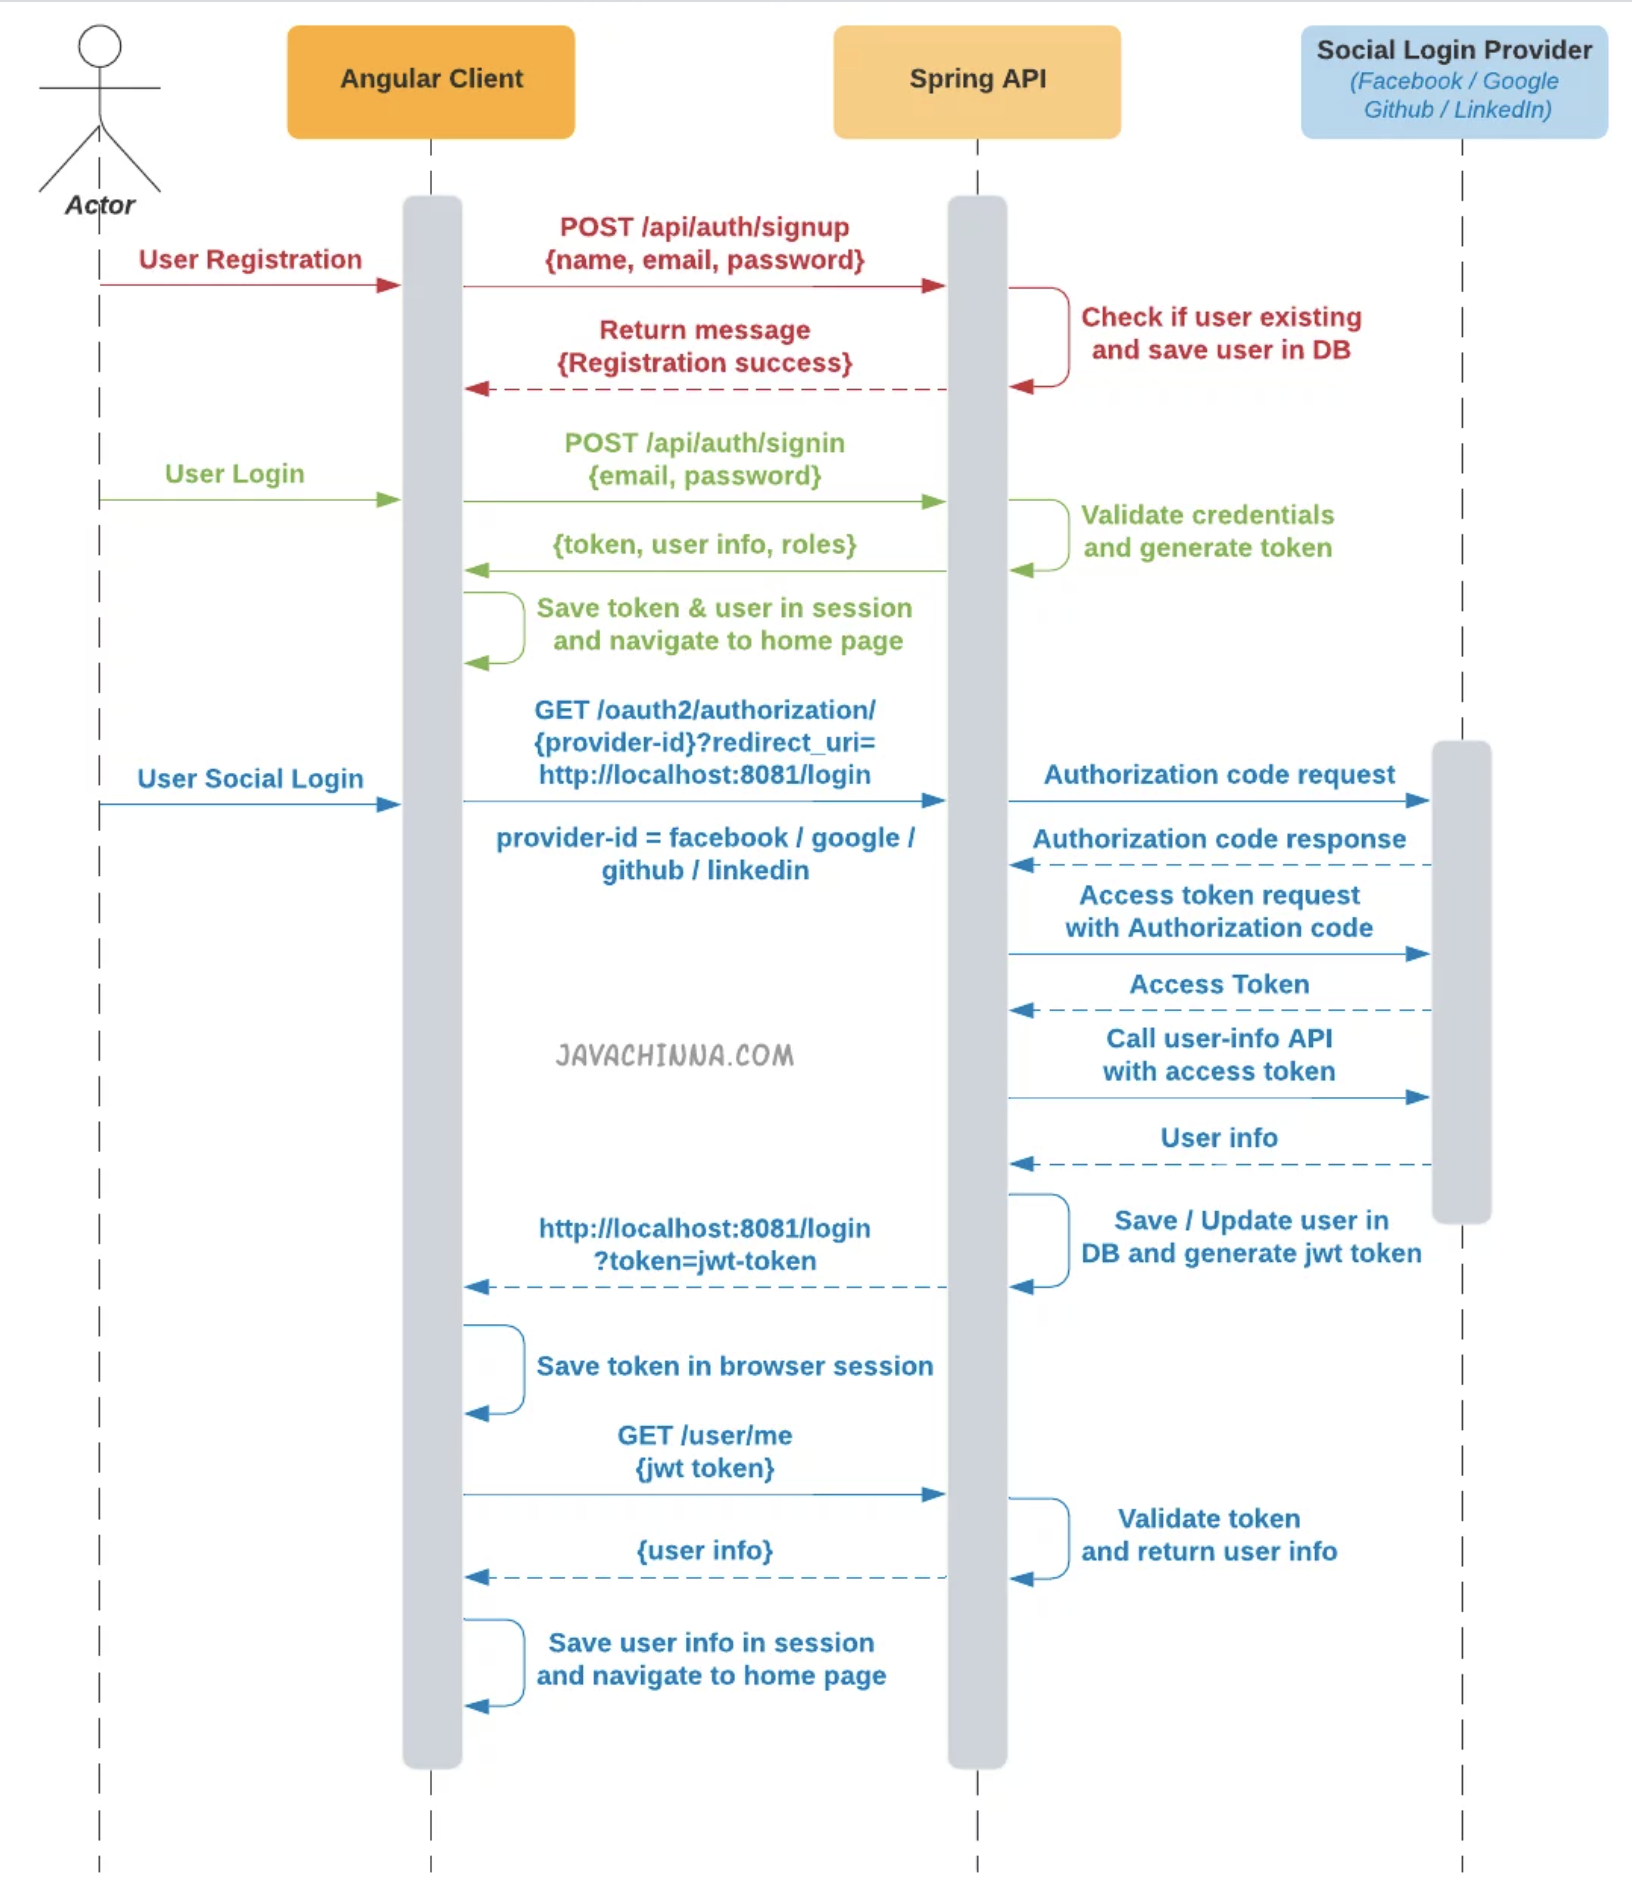 Angular Client
Spring API
Social Login Provider
(Facebook / Google
Github / LinkedIn)
Actor
User Registration
POST /api/auth/signup
{name, email, password}
Check if user existing
and save user in DB
Return message
{Registration success}
User Login
POST /api/auth/signin
{email, password}
Validate credentials
and generate token
{token, user info, roles}
Save token & user in session
and navigate to home page
User Social Login
GET /oauth2/authorization/
{provider-id}?redirect_uri=
http://localhost:8081/login
provider-id = facebook / google /
github / linkedin
Authorization code request
Authorization code response
Access token request
with Authorization code
Access Token
JAVACHINNA.COM
Call user-info API
with access token
User info
Save / Update user in
DB and generate jwt token
http://localhost:8081/login
?token=jwt-token
Save token in browser session
GET /user/me
{jwt token}
Validate token
and return user info
{user info}
Save user info in session
and navigate to home page